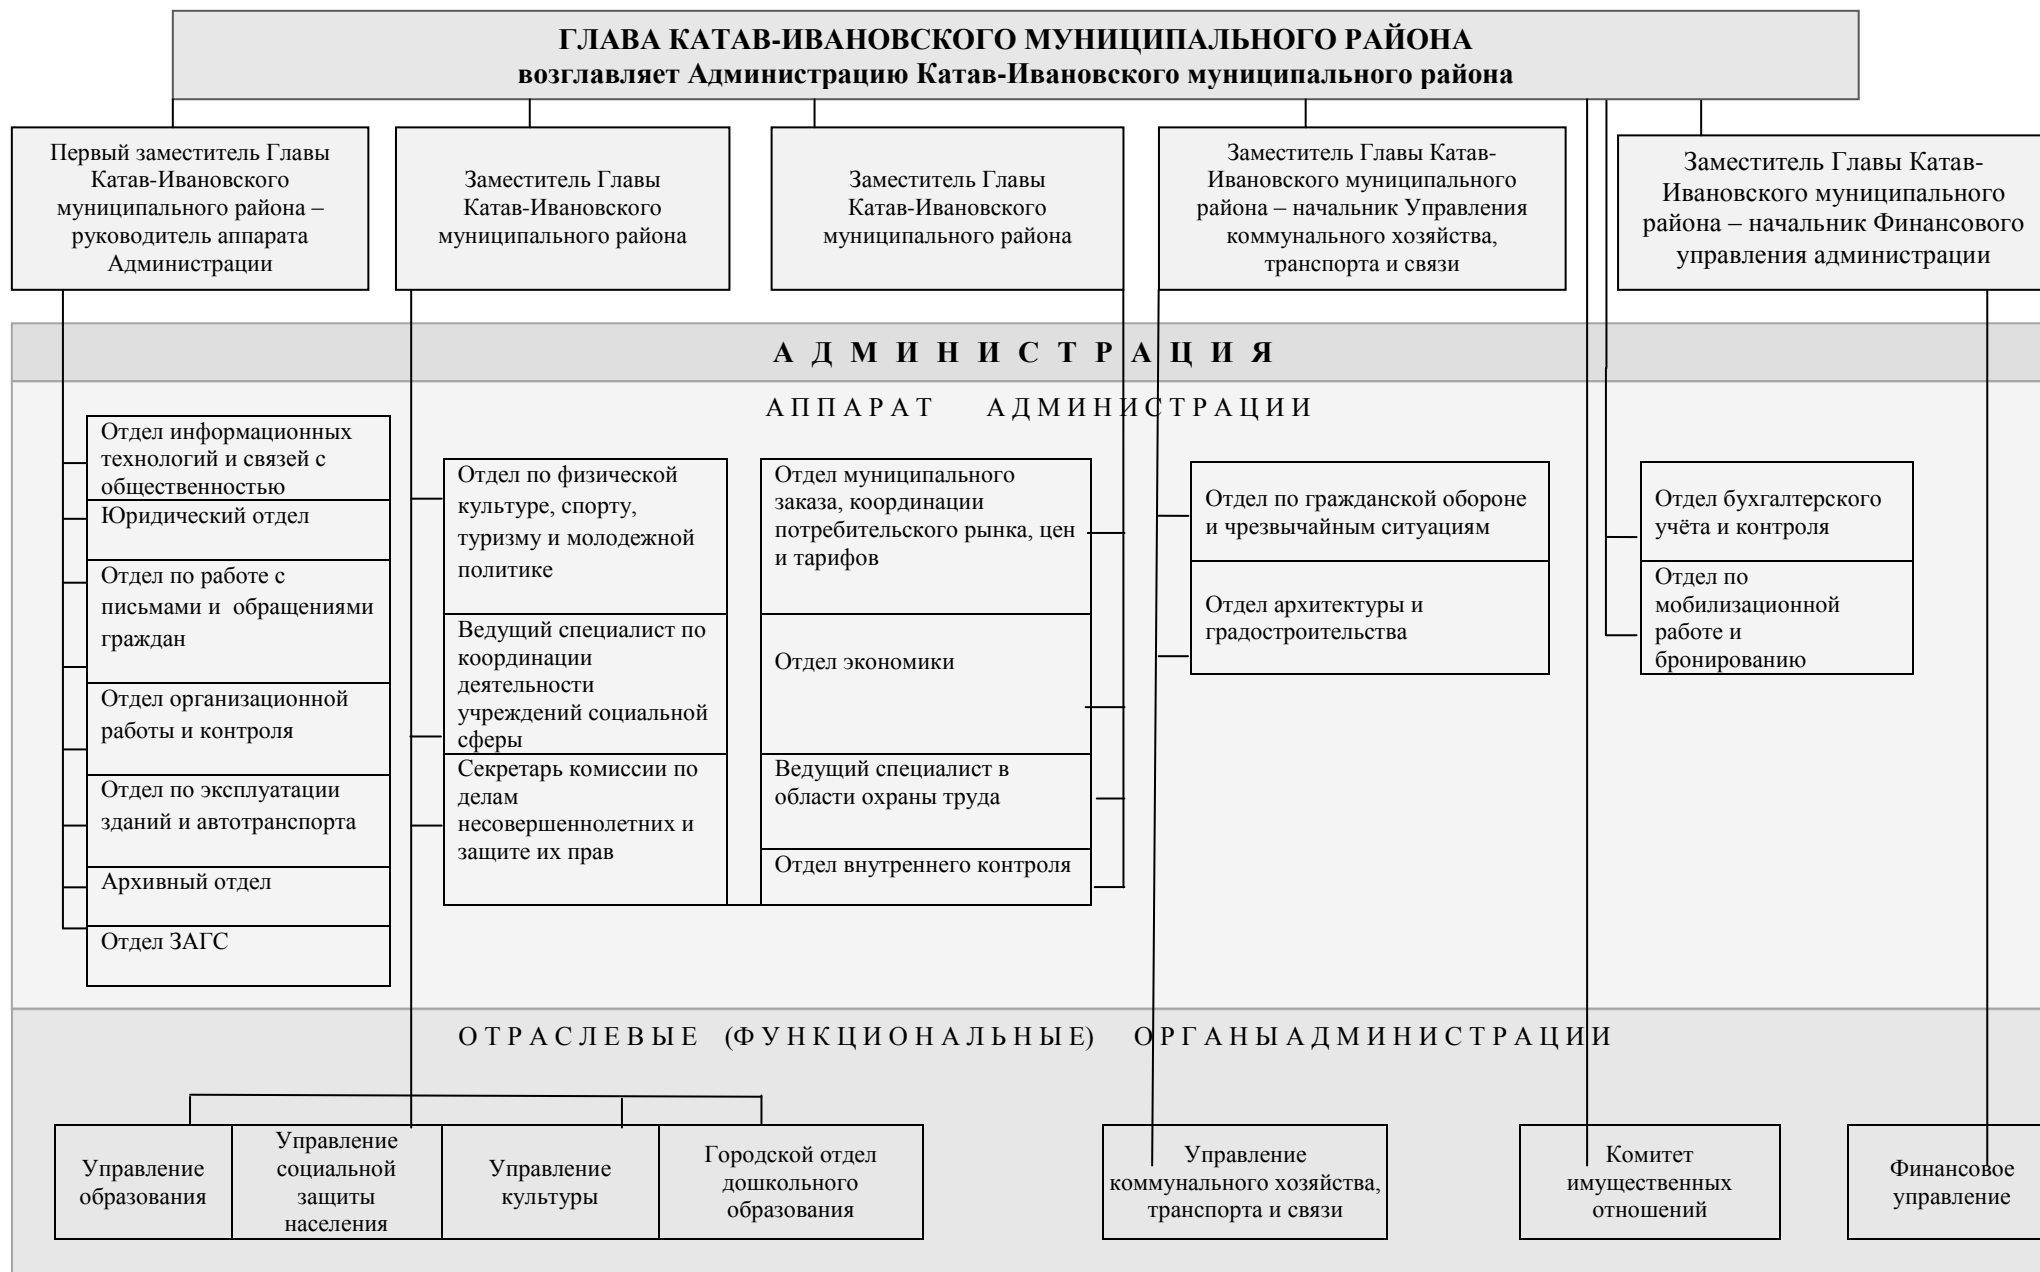 ГЛАВА КАТАВ-ИВАНОВСКОГО МУНИЦИПАЛЬНОГО РАЙОНА
возглавляет Администрацию Катав-Ивановского муниципального района
Первый заместитель Главы
Катав-Ивановского
муниципального района –
руководитель аппарата
Администрации
Заместитель Главы
Катав-Ивановского
муниципального района
Заместитель Главы
Катав-Ивановского
муниципального района
Заместитель Главы Катав-
Ивановского муниципального
района – начальник Управления
коммунального хозяйства,
транспорта и связи
Заместитель Главы Катав-
Ивановского муниципального
района – начальник Финансового
управления администрации
А Д М И Н И С Т Р А Ц И Я
А П П А Р А Т А Д М И Н И С Т Р А Ц И И
Отдел информационных
технологий и связей с
общественностью
Юридический отдел
Отдел по работе с
письмами и обращениями
граждан
Отдел организационной
работы и контроля
Отдел по эксплуатации
зданий и автотранспорта
Архивный отдел
Отдел ЗАГС
Отдел по физической
культуре, спорту,
туризму и молодежной
политике
Ведущий специалист по
координации
деятельности
учреждений социальной
сферы
Секретарь комиссии по
делам
несовершеннолетних и
защите их прав
Отдел муниципального
заказа, координации
потребительского рынка, цен
и тарифов
Отдел экономики
Ведущий специалист в
области охраны труда
Отдел внутреннего контроля
Отдел по гражданской обороне
и чрезвычайным ситуациям
Отдел архитектуры и
градостроительства
Отдел бухгалтерского
учёта и контроля
Отдел по
мобилизационной
работе и
бронированию
О Т Р А С Л Е В Ы Е (Ф У Н К Ц И О Н А Л Ь Н Ы Е) О Р Г А Н Ы А Д М И Н И С Т Р А Ц И И
Управление
образования
Управление
социальной
защиты
населения
Управление
культуры
Городской отдел
дошкольного
образования
Управление
коммунального хозяйства,
транспорта и связи
Комитет
имущественных
отношений
Финансовое
управление